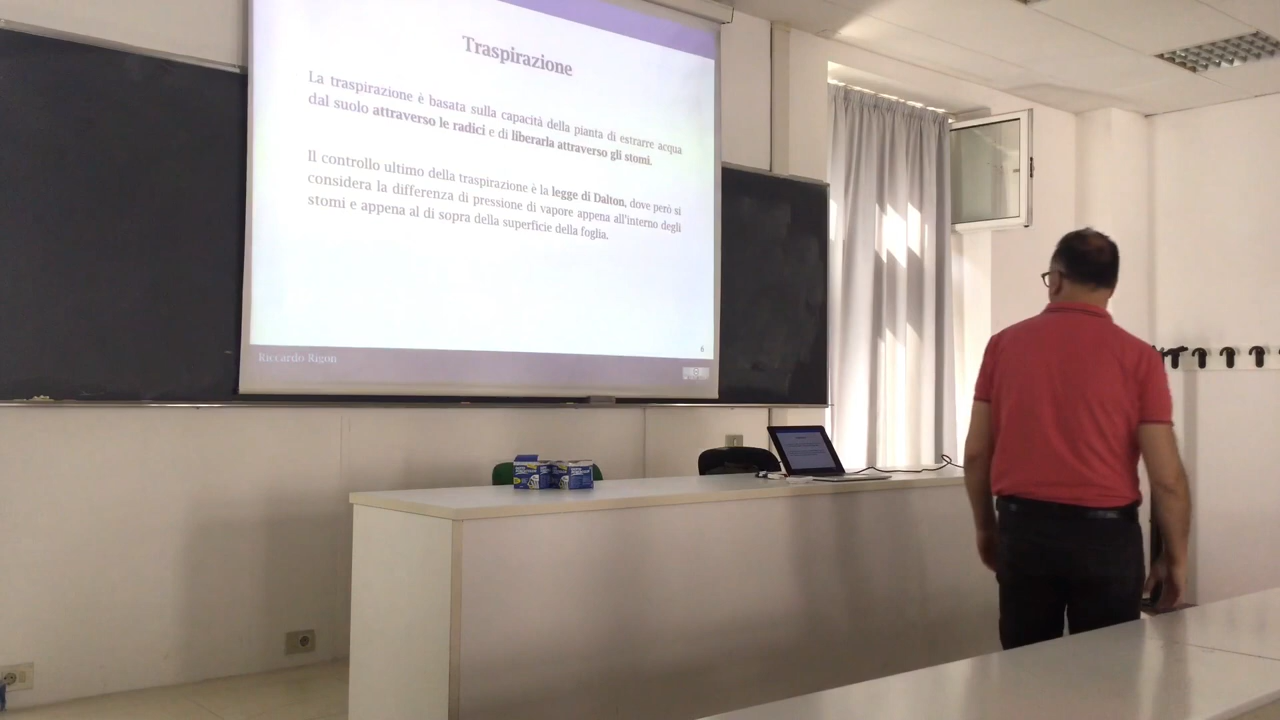 Traspirazione
La traspirazione è basata sulla capacità della pianta di estrarre acqua
dal suolo attraverso le radici e di liberarla attraverso gli stomi.
Il controllo ultimo della traspirazione è la legge di Dalton, dove però si
considera la differenza di pressione di vapore appena all'interno degli
stomi e appena al di sopra della superficie della foglia.
6
Riccardo Rigon